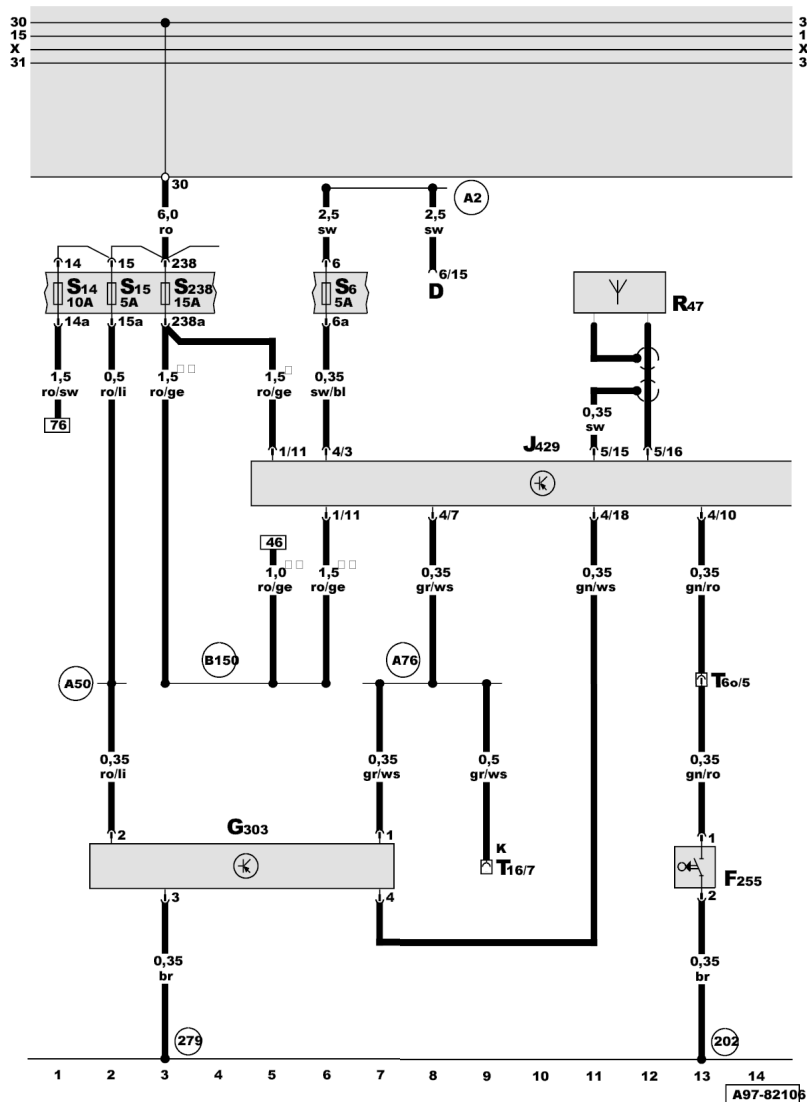 30 3
15 1
X X
31 3
30
6,0
ro
2,5
sw
2,5
sw
A2
14 15 238 6 6/15
D
S14
10A
S15
5A
S238
15A
S6
5A
R47
14a 15a 238a 6a
1,5
ro/sw
0,5
ro/li
1,5
ro/ge
1,5
ro/ge
0,35
sw/bl
76
0,35
sw
J429
1/11 4/3 5/15 5/16
1/11 4/7 4/18 4/10
46
1,0
ro/ge
1,5
ro/ge
0,35
gr/ws
0,35
gn/ws
0,35
gn/ro
A50 B150 A76
T6o/5
0,35
ro/li
0,35
gr/ws
0,5
gr/ws
0,35
gn/ro
2 G303 1
K
T16/7
1
F255
2
3 4
0,35
br
0,35
br
279 202
1 2 3 4 5 6 7 8 9 10 11 12 13 14
A97-82106